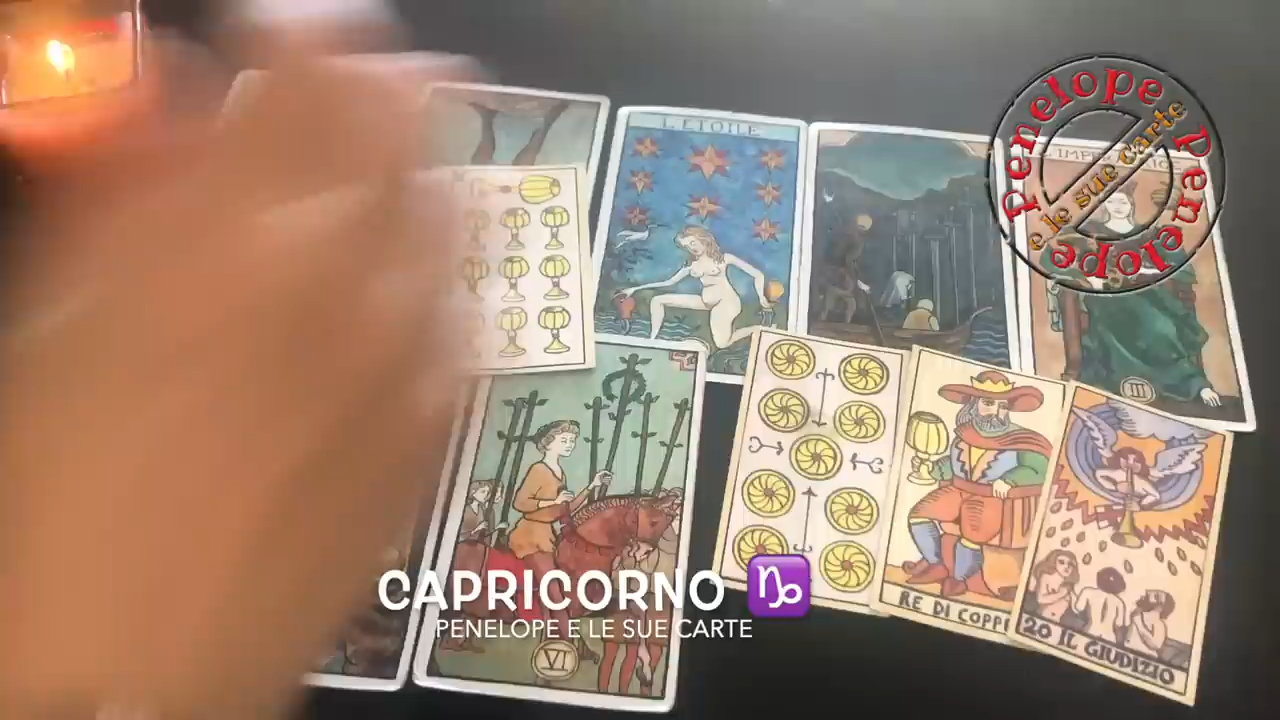 L'ETOILE
Penelope
Penelope
Penelope
e le sue carte
III
RE DI COPPE
20 IL GIUDIZIO
CAPRICORNO ♑
PENELOPE E LE SUE CARTE
VI